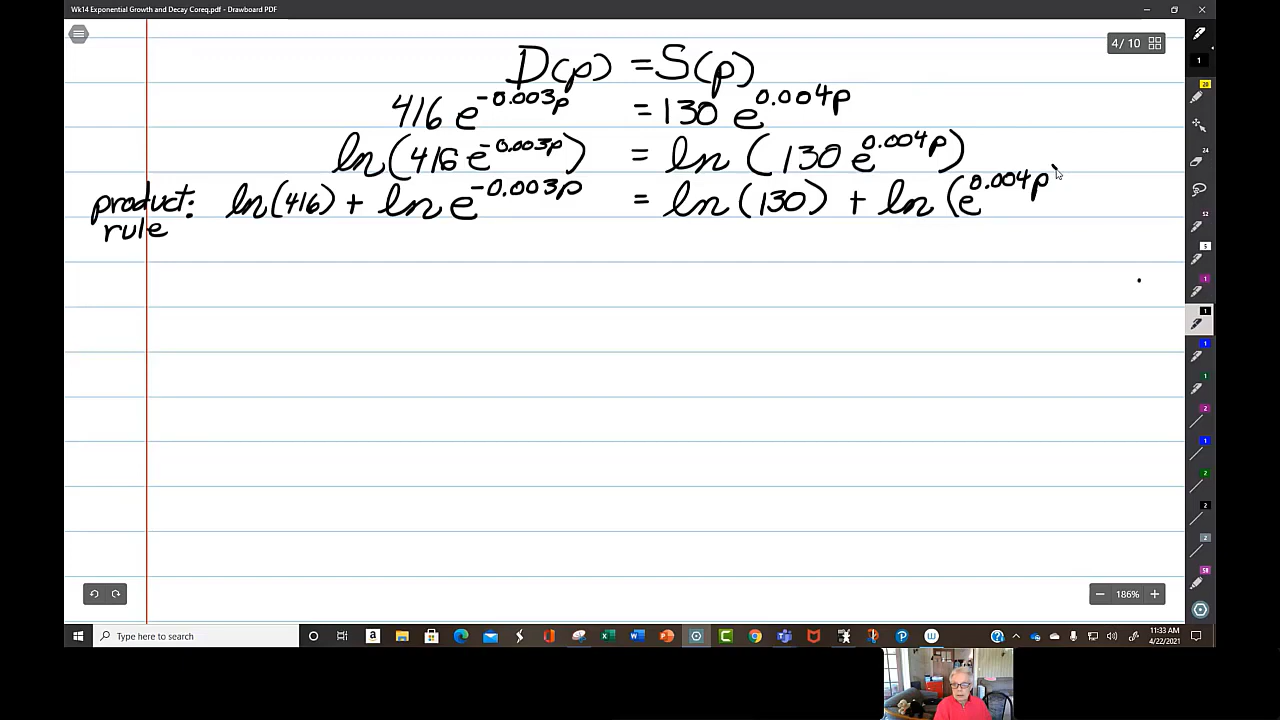 Wk14 Exponential Growth and Decay Coreq.pdf - Drawboard PDF
4 / 10
D(p) = S(p)
416 e^{-0.003p} = 130 e^{0.004p}
ln(416 e^{-0.003p}) = ln(130 e^{0.004p})
product rule: ln(416) + ln e^{-0.003p} = ln(130) + ln(e^{0.004p}
186%
Type here to search
11:33 AM
4/22/2021